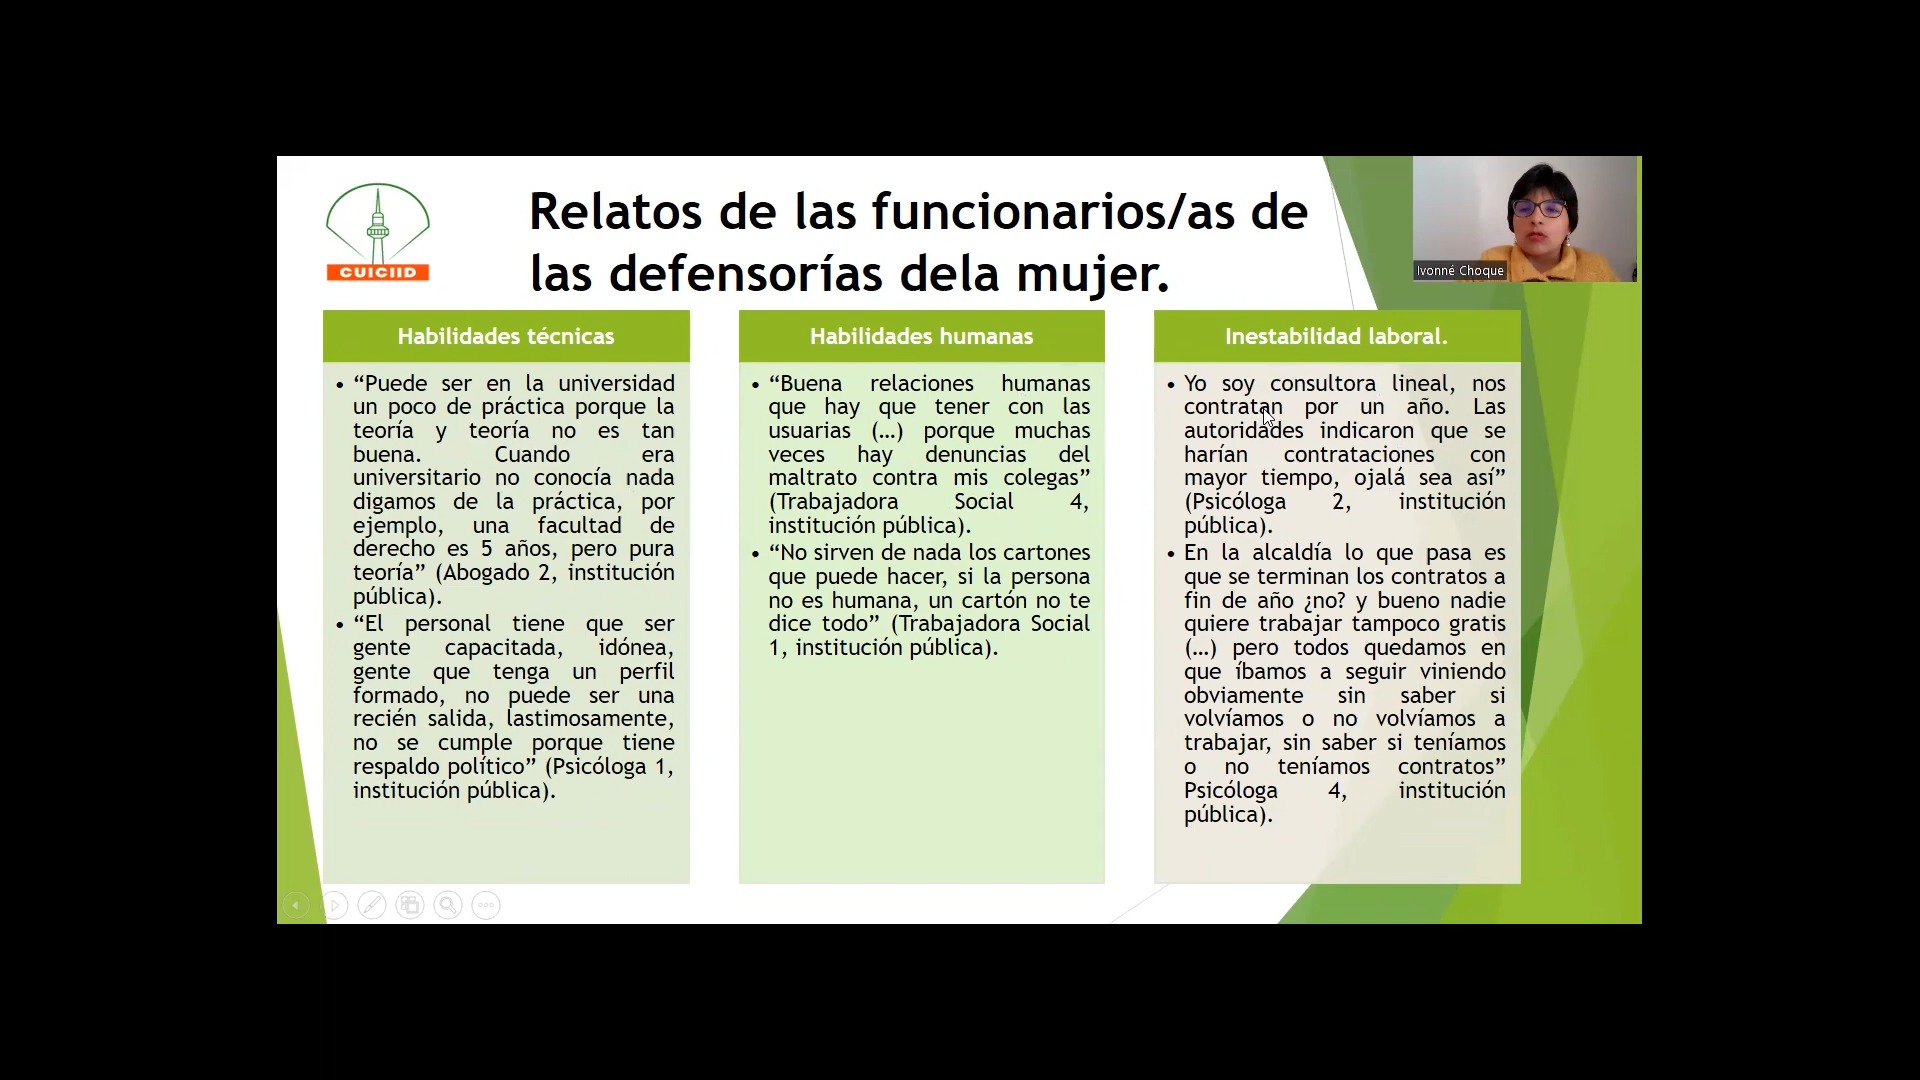 CUICIID
Relatos de las funcionarios/as de
las defensorías dela mujer.
Ivonné Choque
Habilidades técnicas
• “Puede ser en la universidad
un poco de práctica porque la
teoría y teoría no es tan
buena. Cuando era
universitario no conocía nada
digamos de la práctica, por
ejemplo, una facultad de
derecho es 5 años, pero pura
teoría” (Abogado 2, institución
pública).
• “El personal tiene que ser
gente capacitada, idónea,
gente que tenga un perfil
formado, no puede ser una
recién salida, lastimosamente,
no se cumple porque tiene
respaldo político” (Psicóloga 1,
institución pública).
Habilidades humanas
• “Buena relaciones humanas
que hay que tener con las
usuarias (…) porque muchas
veces hay denuncias del
maltrato contra mis colegas”
(Trabajadora Social 4,
institución pública).
• “No sirven de nada los cartones
que puede hacer, si la persona
no es humana, un cartón no te
dice todo” (Trabajadora Social
1, institución pública).
Inestabilidad laboral.
• Yo soy consultora lineal, nos
contratan por un año. Las
autoridades indicaron que se
harían contrataciones con
mayor tiempo, ojalá sea así”
(Psicóloga 2, institución
pública).
• En la alcaldía lo que pasa es
que se terminan los contratos a
fin de año ¿no? y bueno nadie
quiere trabajar tampoco gratis
(…) pero todos quedamos en
que íbamos a seguir viniendo
obviamente sin saber si
volvíamos o no volvíamos a
trabajar, sin saber si teníamos
o no teníamos contratos”
Psicóloga 4, institución
pública).